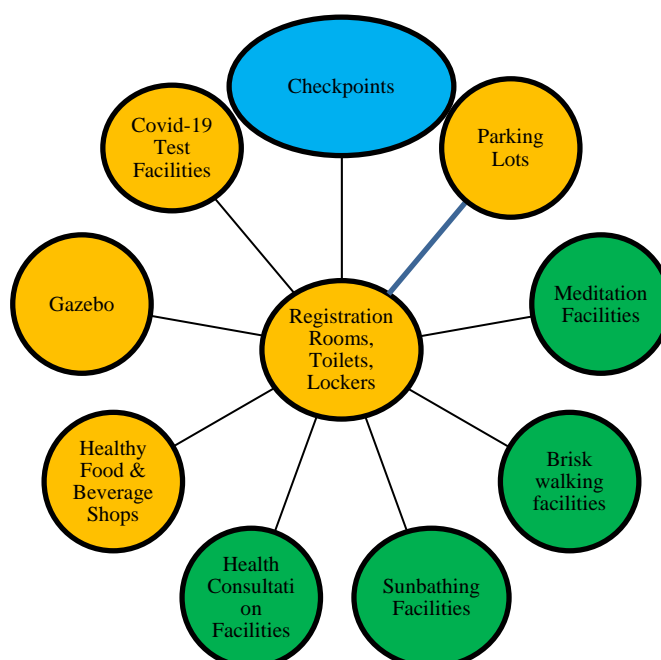 Checkpoints
Covid-19
Test
Facilities
Parking
Lots
Gazebo
Registration
Rooms,
Toilets,
Lockers
Meditation
Facilities
Healthy
Food &
Beverage
Shops
Brisk
walking
facilities
Health
Consultati
on
Facilities
Sunbathing
Facilities